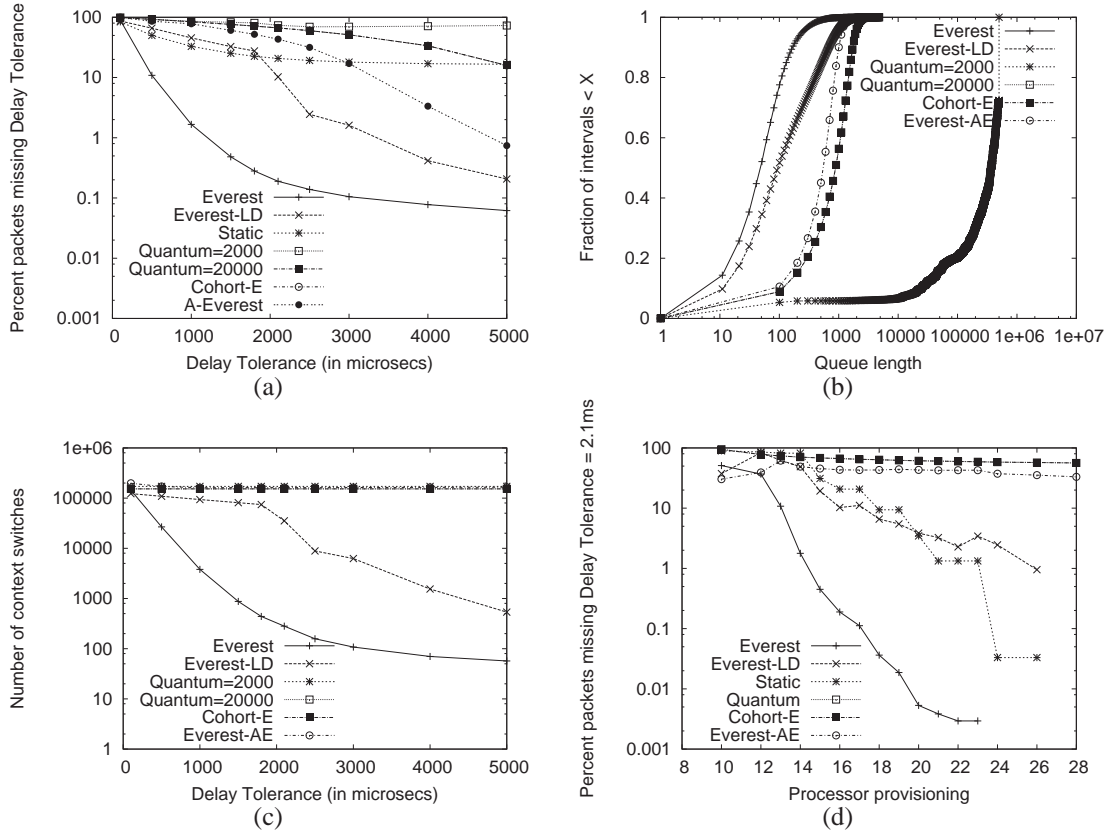 Percent packets missing Delay Tolerance
100
10
1
0.1
0.01
0.001
Everest
Everest-LD
Static
Quantum=2000
Quantum=20000
Cohort-E
A-Everest
0 1000 2000 3000 4000 5000
Delay Tolerance (in microsecs)
(a)
Fraction of intervals < X
1
0.8
0.6
0.4
0.2
0
Everest
Everest-LD
Quantum=2000
Quantum=20000
Cohort-E
Everest-AE
1 10 100 1000 10000 100000 1e+06 1e+07
Queue length
(b)
Number of context switches
1e+06
100000
10000
1000
100
10
1
Everest
Everest-LD
Quantum=2000
Quantum=20000
Cohort-E
Everest-AE
0 1000 2000 3000 4000 5000
Delay Tolerance (in microsecs)
(c)
Percent packets missing Delay Tolerance = 2.1ms
100
10
1
0.1
0.01
0.001
Everest
Everest-LD
Static
Quantum
Cohort-E
Everest-AE
8 10 12 14 16 18 20 22 24 26 28
Processor provisioning
(d)